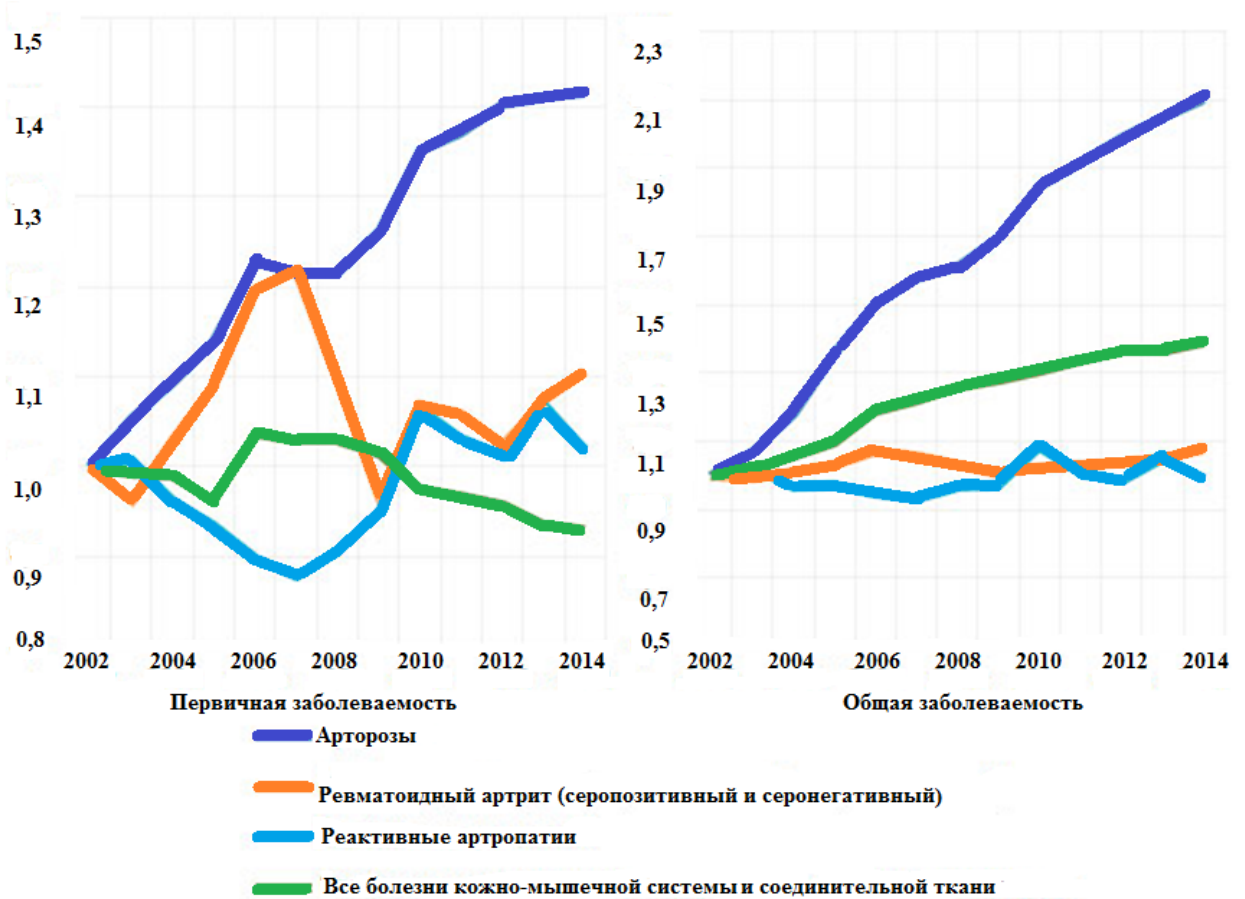 1,5
1,4
1,3
1,2
1,1
1,0
0,9
0,8
2002 2004 2006 2008 2010 2012 2014
Первичная заболеваемость
2,3
2,1
1,9
1,7
1,5
1,3
1,1
0,9
0,7
0,5
2002 2004 2006 2008 2010 2012 2014
Общая заболеваемость
Арторозы
Ревматоидный артрит (серопозитивный и серонегативный)
Реактивные артропатии
Все болезни кожно-мышечной системы и соединительной ткани